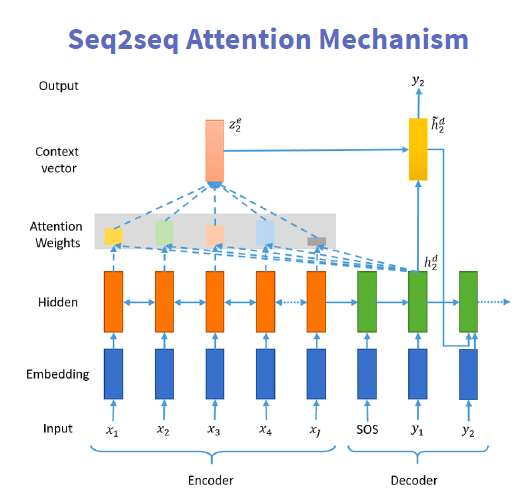 Seq2seq Attention Mechanism
Output
y₂
z₂ᵉ
h̃₂ᵈ
Context
vector
Attention
Weights
h₂ᵈ
Hidden
Embedding
Input x₁ x₂ x₃ x₄ x_J SOS y₁ y₂
Encoder Decoder